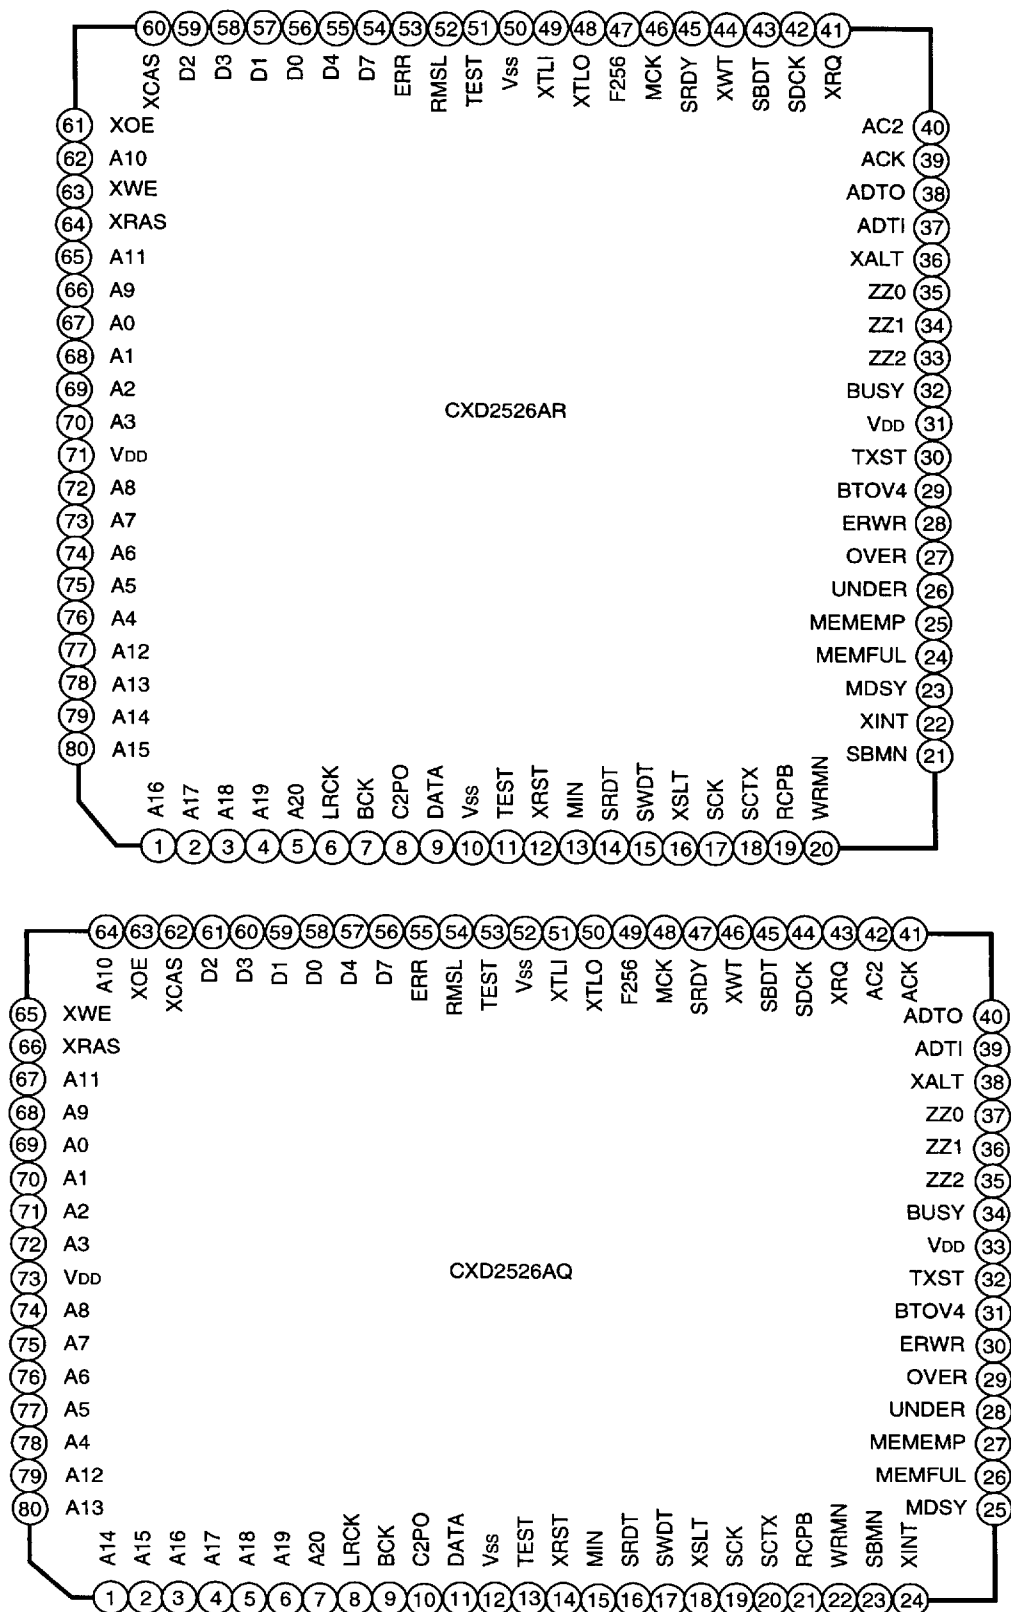 60 59 58 57 56 55 54 53 52 51 50 49 48 47 46 45 44 43 42 41
XCAS D2 D3 D1 D0 D4 D7 ERR RMSL TEST Vss XTLI XTLO F256 MCK SRDY XWT SBDT SDCK XRQ
61 XOE AC2 40
62 A10 ACK 39
63 XWE ADTO 38
64 XRAS ADTI 37
65 A11 XALT 36
66 A9 ZZ0 35
67 A0 ZZ1 34
68 A1 ZZ2 33
69 A2 BUSY 32
CXD2526AR
70 A3 VDD 31
71 VDD TXST 30
72 A8 BTOV4 29
73 A7 ERWR 28
74 A6 OVER 27
75 A5 UNDER 26
76 A4 MEMEMP 25
77 A12 MEMFUL 24
78 A13 MDSY 23
79 A14 XINT 22
80 A15 SBMN 21
A16 A17 A18 A19 A20 LRCK BCK C2PO DATA Vss TEST XRST MIN SRDT SWDT XSLT SCK SCTX RCPB WRMN
1 2 3 4 5 6 7 8 9 10 11 12 13 14 15 16 17 18 19 20
64 63 62 61 60 59 58 57 56 55 54 53 52 51 50 49 48 47 46 45 44 43 42 41
A10 XOE XCAS D2 D3 D1 D0 D4 D7 ERR RMSL TEST Vss XTLI XTLO F256 MCK SRDY XWT SBDT SDCK XRQ AC2 ACK
65 XWE ADTO 40
66 XRAS ADTI 39
67 A11 XALT 38
68 A9 ZZ0 37
69 A0 ZZ1 36
70 A1 ZZ2 35
71 A2 BUSY 34
72 A3 VDD 33
CXD2526AQ
73 VDD TXST 32
74 A8 BTOV4 31
75 A7 ERWR 30
76 A6 OVER 29
77 A5 UNDER 28
78 A4 MEMEMP 27
79 A12 MEMFUL 26
80 A13 MDSY 25
A14 A15 A16 A17 A18 A19 A20 LRCK BCK C2PO DATA Vss TEST XRST MIN SRDT SWDT XSLT SCK SCTX RCPB WRMN SBMN XINT
1 2 3 4 5 6 7 8 9 10 11 12 13 14 15 16 17 18 19 20 21 22 23 24